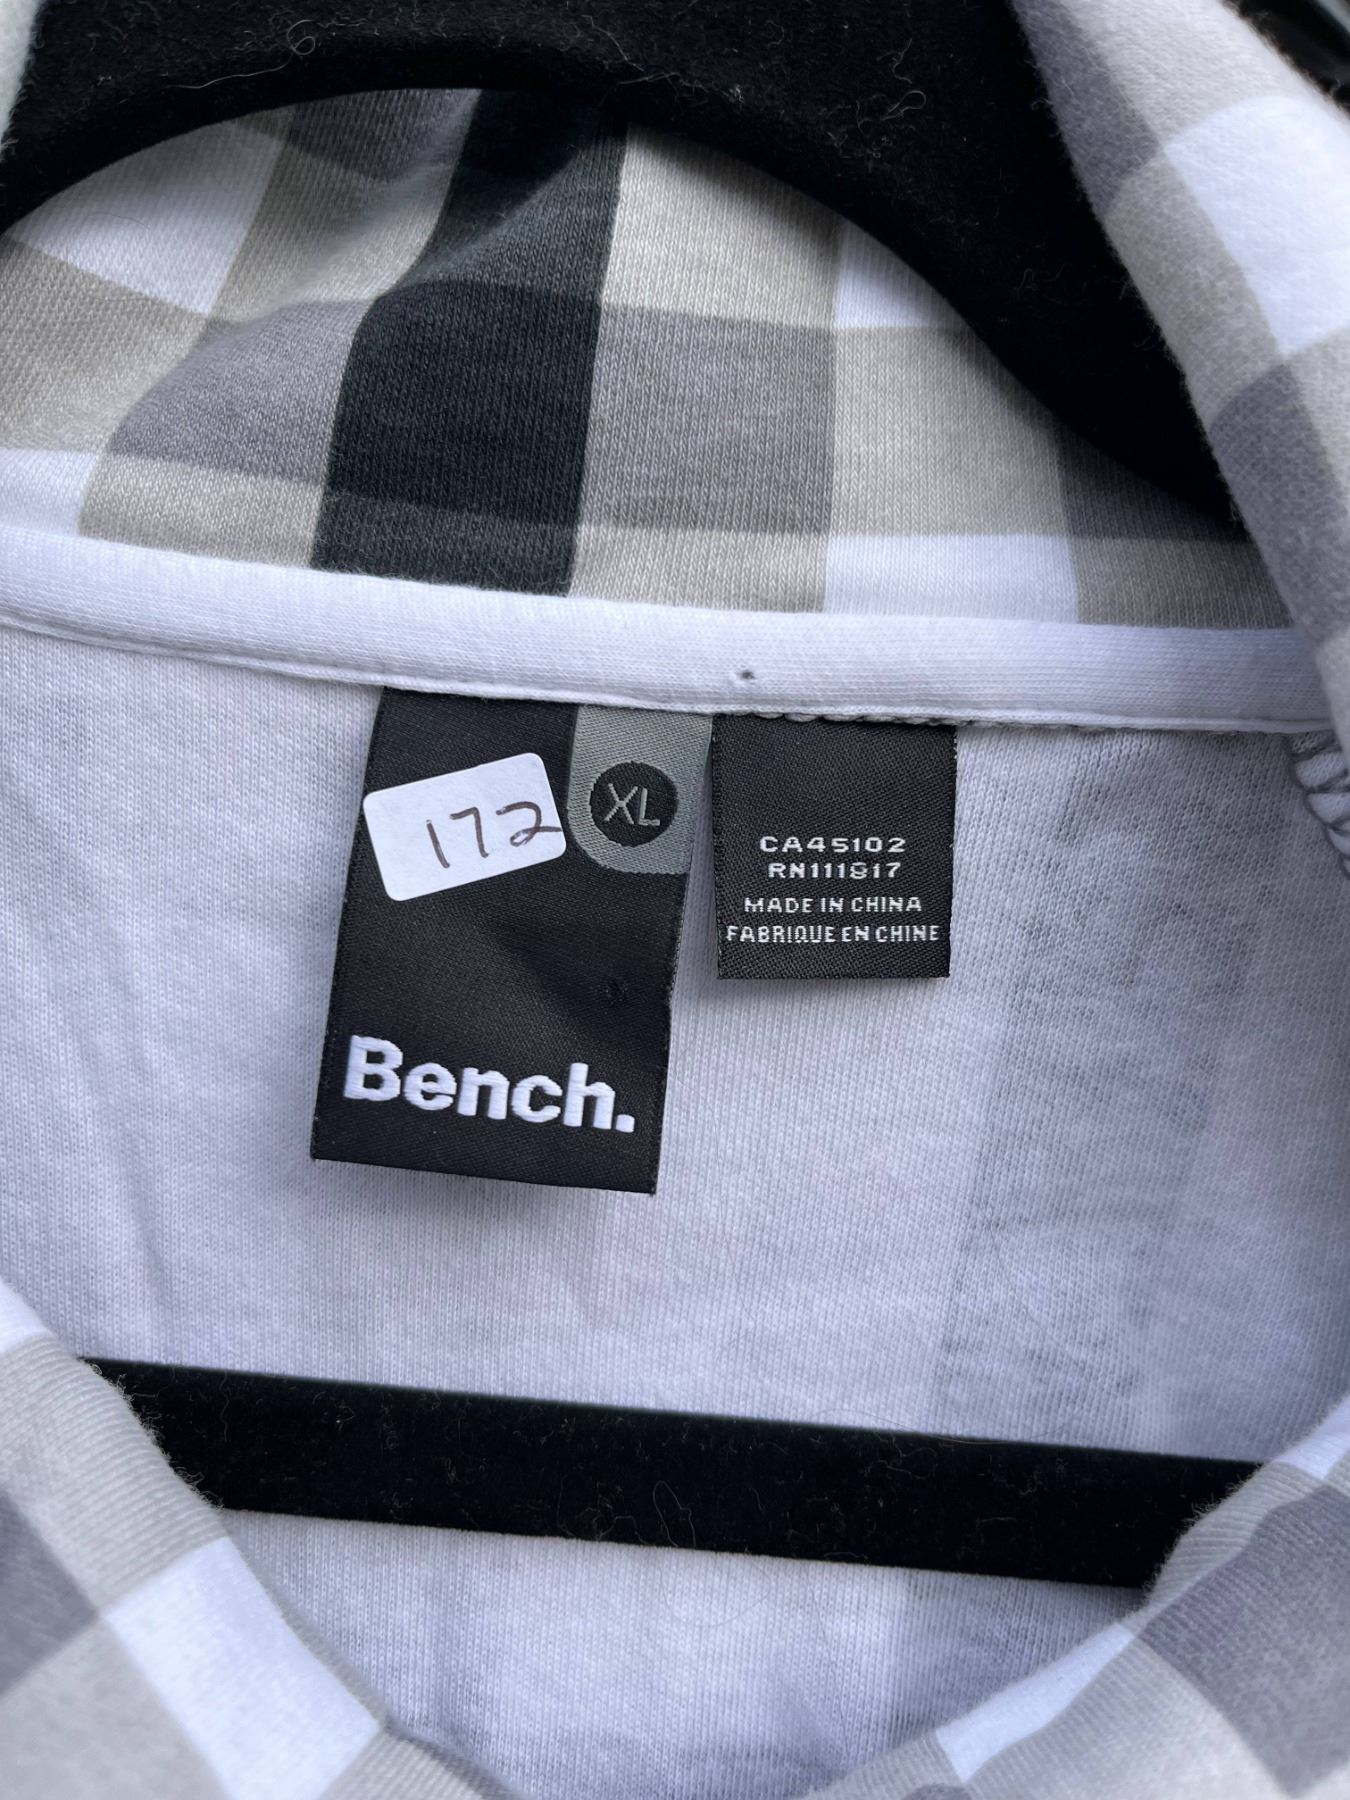 172
XL
Bench.
CA45102
RN111817
MADE IN CHINA
FABRIQUE EN CHINE